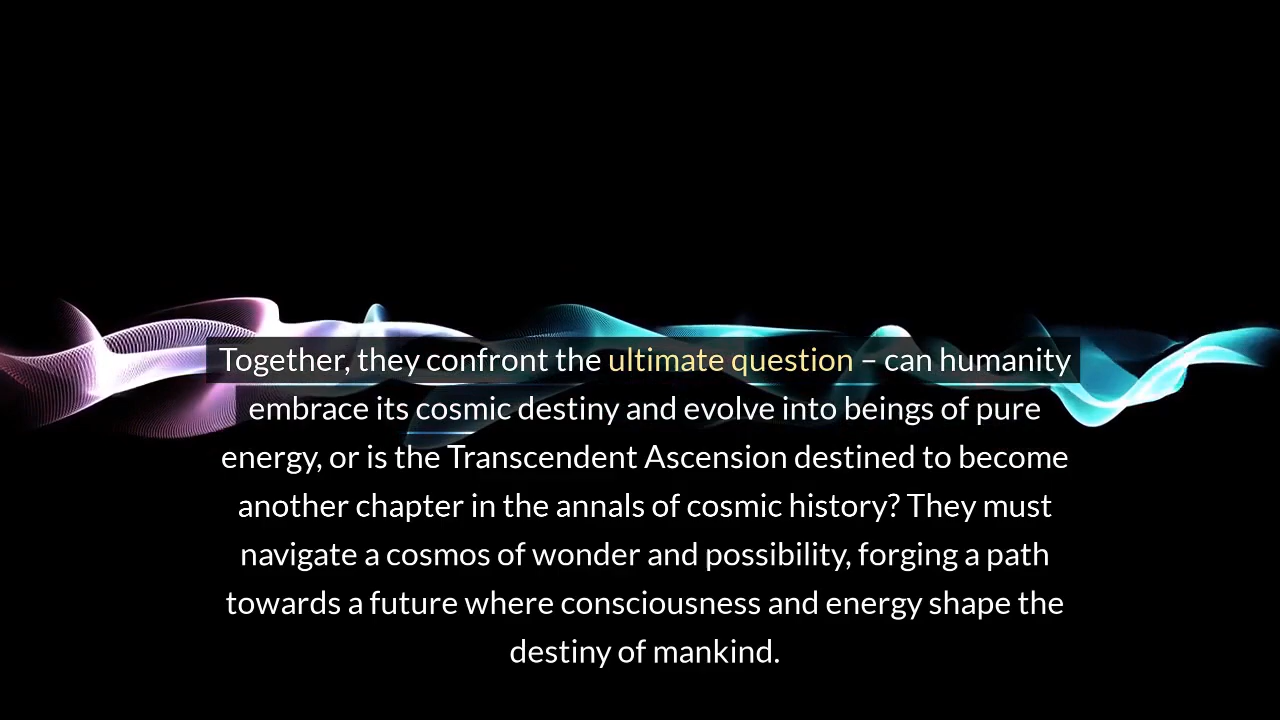 Together, they confront the ultimate question – can humanity
embrace its cosmic destiny and evolve into beings of pure
energy, or is the Transcendent Ascension destined to become
another chapter in the annals of cosmic history? They must
navigate a cosmos of wonder and possibility, forging a path
towards a future where consciousness and energy shape the
destiny of mankind.